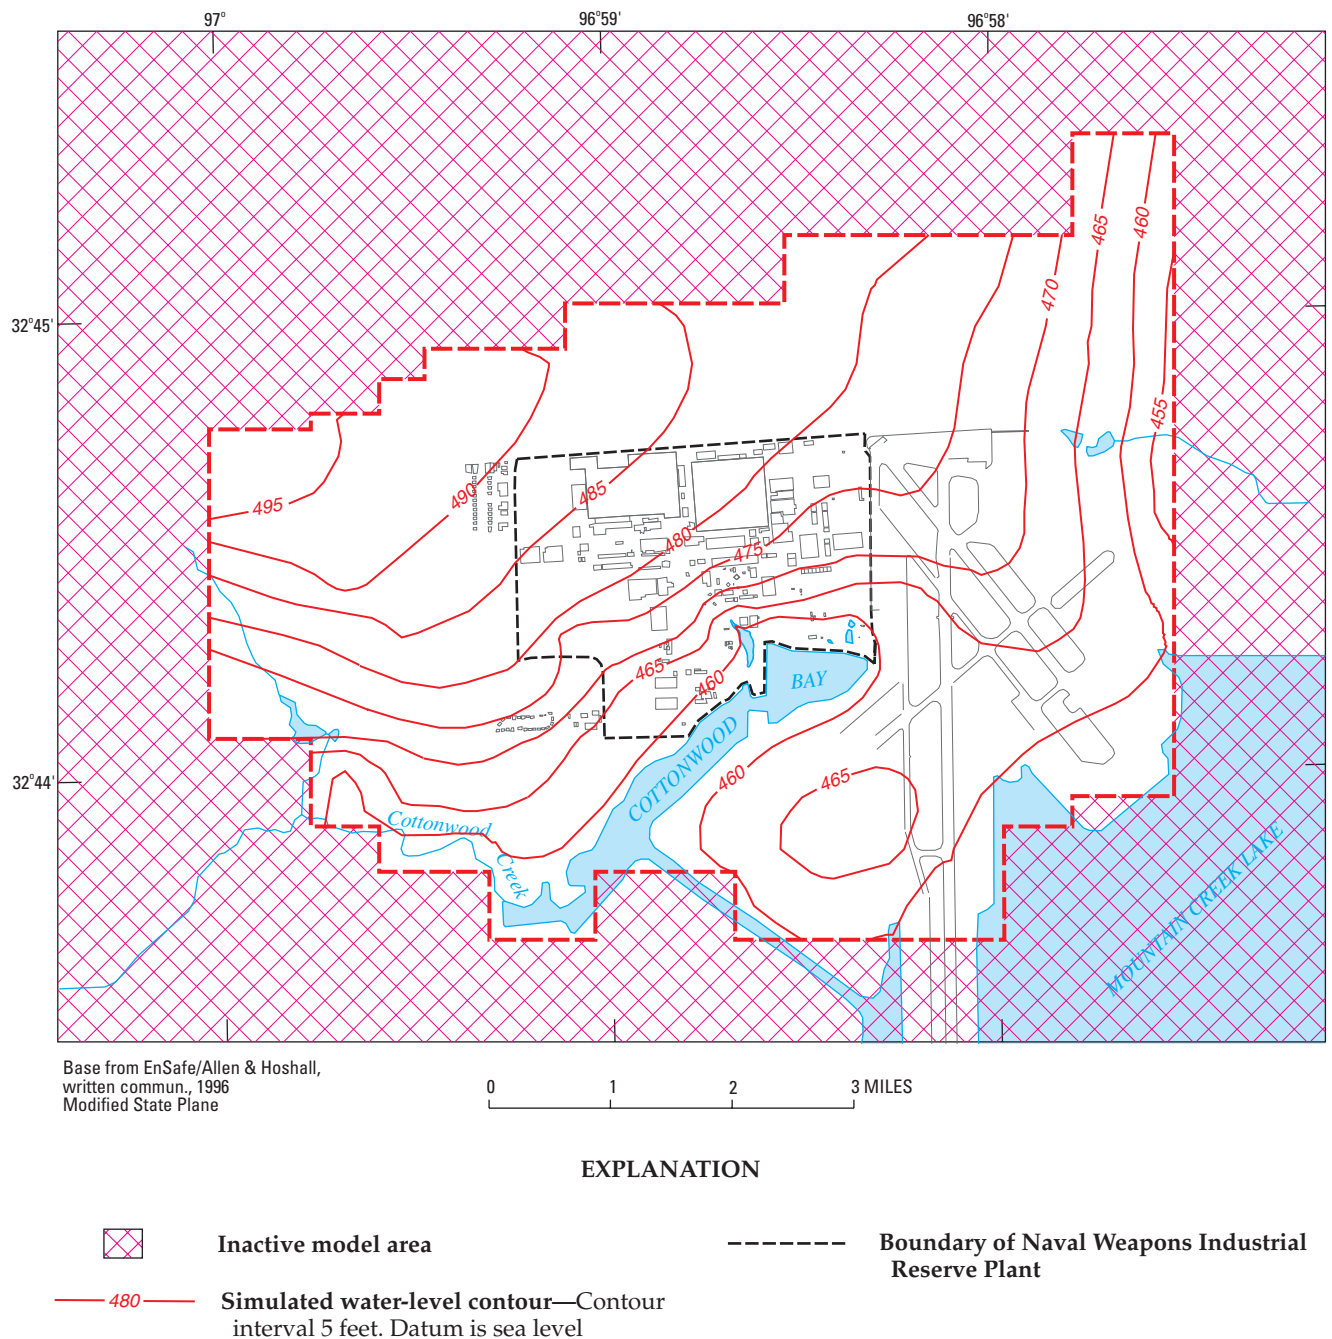 97°
96°59'
96°58'
32°45'
32°44'
465
460
470
455
495
490
485
480
475
465
460
BAY
COTTONWOOD
460
465
Cottonwood
Creek
MOUNTAIN CREEK LAKE
Base from EnSafe/Allen & Hoshall,
written commun., 1996
Modified State Plane
0 1 2 3 MILES
EXPLANATION
Inactive model area
480
Simulated water-level contour—Contour
interval 5 feet. Datum is sea level
Boundary of Naval Weapons Industrial
Reserve Plant